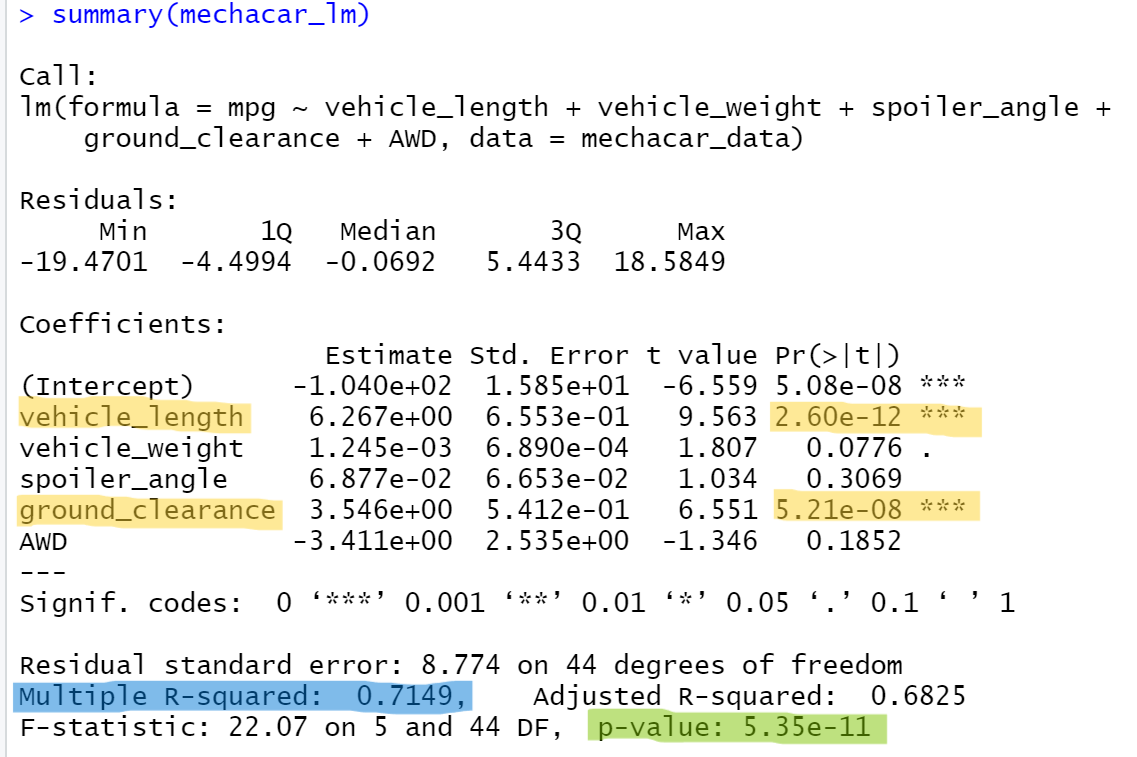 > summary(mechacar_lm)
Call:
lm(formula = mpg ~ vehicle_length + vehicle_weight + spoiler_angle +
    ground_clearance + AWD, data = mechacar_data)
Residuals:
     Min       1Q   Median       3Q      Max
-19.4701  -4.4994  -0.0692   5.4433  18.5849
Coefficients:
                   Estimate Std. Error t value Pr(>|t|)
(Intercept)      -1.040e+02  1.585e+01  -6.559 5.08e-08 ***
vehicle_length    6.267e+00  6.553e-01   9.563 2.60e-12 ***
vehicle_weight    1.245e-03  6.890e-04   1.807   0.0776 .
spoiler_angle     6.877e-02  6.653e-02   1.034   0.3069
ground_clearance  3.546e+00  5.412e-01   6.551 5.21e-08 ***
AWD              -3.411e+00  2.535e+00  -1.346   0.1852
---
Signif. codes:  0 ‘***’ 0.001 ‘**’ 0.01 ‘*’ 0.05 ‘.’ 0.1 ‘ ’ 1
Residual standard error: 8.774 on 44 degrees of freedom
Multiple R-squared:  0.7149,    Adjusted R-squared:  0.6825
F-statistic: 22.07 on 5 and 44 DF,  p-value: 5.35e-11